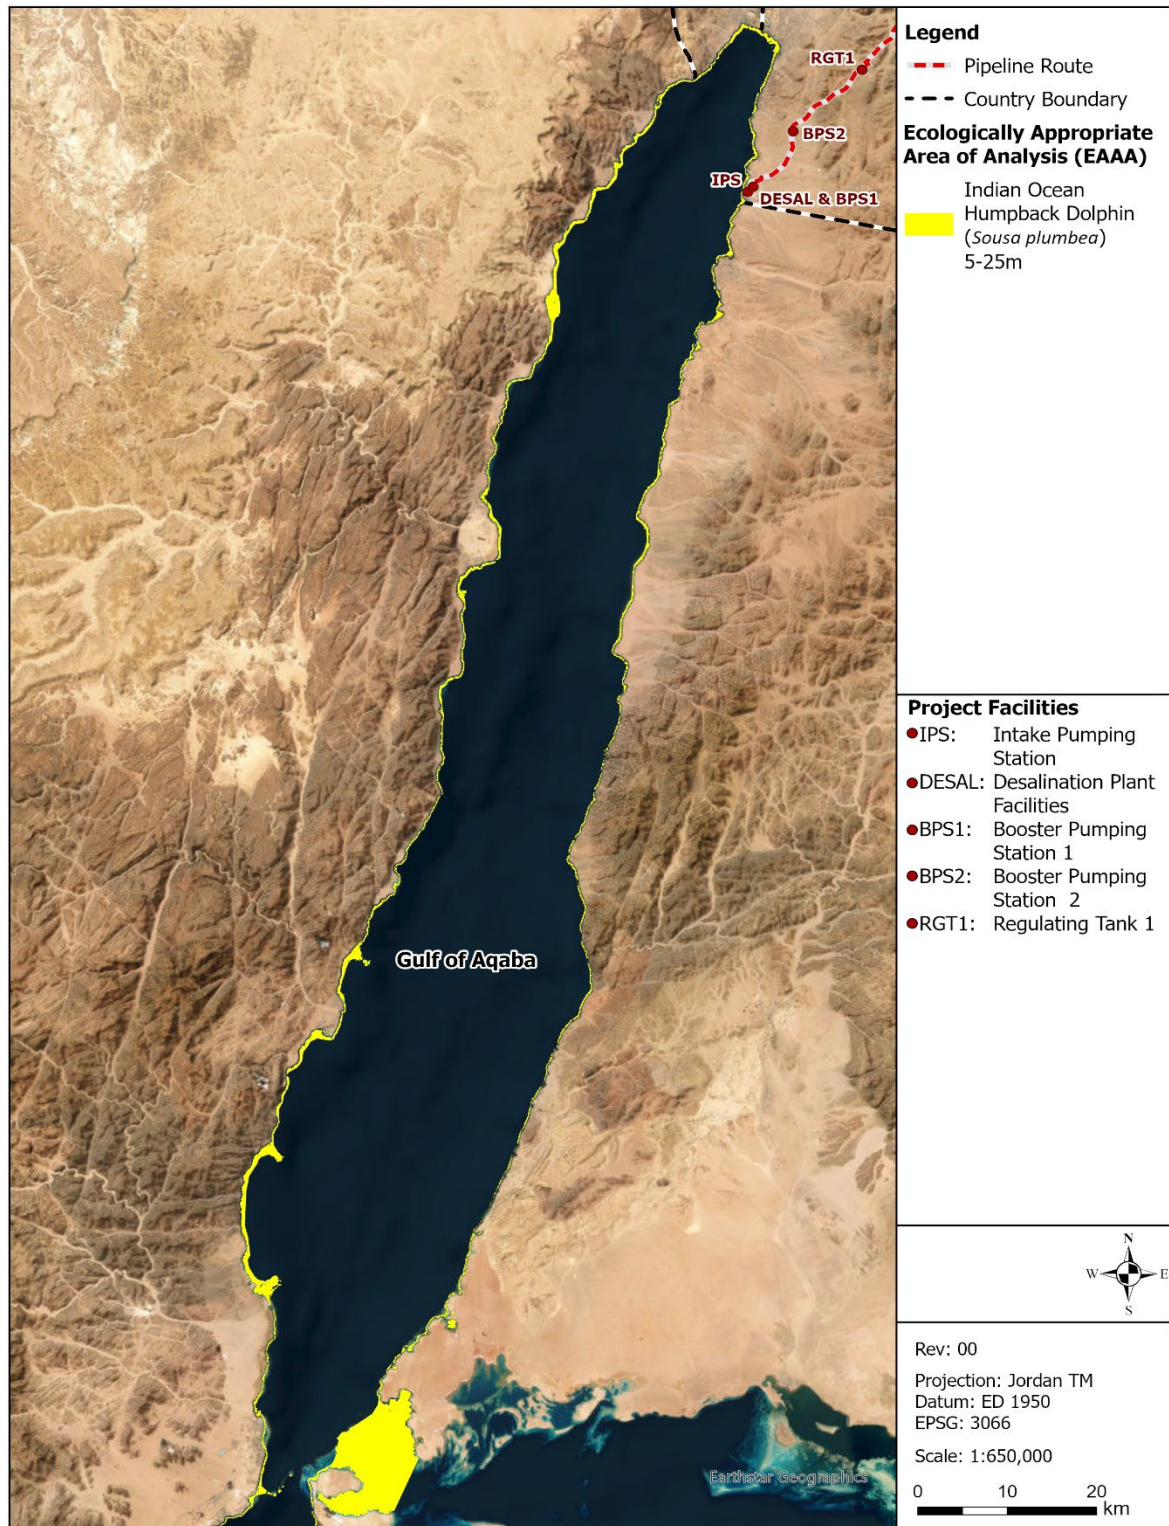 RGT1
BPS2
IPS
DESAL & BPS1
Gulf of Aqaba
Earthstar Geographics
Legend
Pipeline Route
Country Boundary
Ecologically Appropriate
Area of Analysis (EAAA)
Indian Ocean
Humpback Dolphin
(Sousa plumbea)
5-25m
Project Facilities
IPS: Intake Pumping
Station
DESAL: Desalination Plant
Facilities
BPS1: Booster Pumping
Station 1
BPS2: Booster Pumping
Station 2
RGT1: Regulating Tank 1
N
W E
S
Rev: 00
Projection: Jordan TM
Datum: ED 1950
EPSG: 3066
Scale: 1:650,000
0 10 20
km